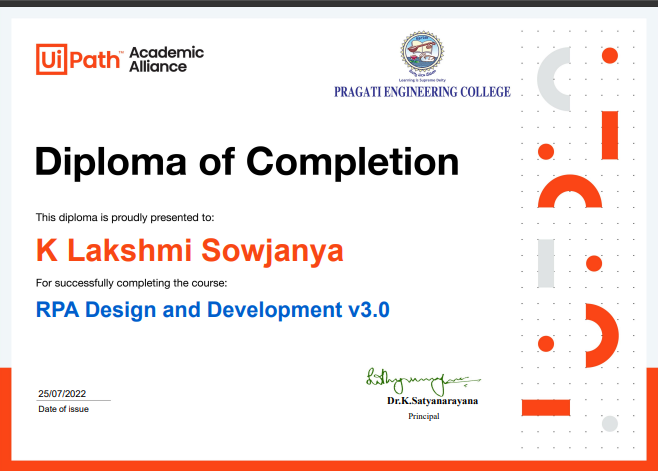 UiPath™ Academic
Alliance
Learning is Supreme Deity
PRAGATI ENGINEERING COLLEGE
Diploma of Completion
This diploma is proudly presented to:
K Lakshmi Sowjanya
For successfully completing the course:
RPA Design and Development v3.0
25/07/2022
Date of issue
Dr.K.Satyanarayana
Principal